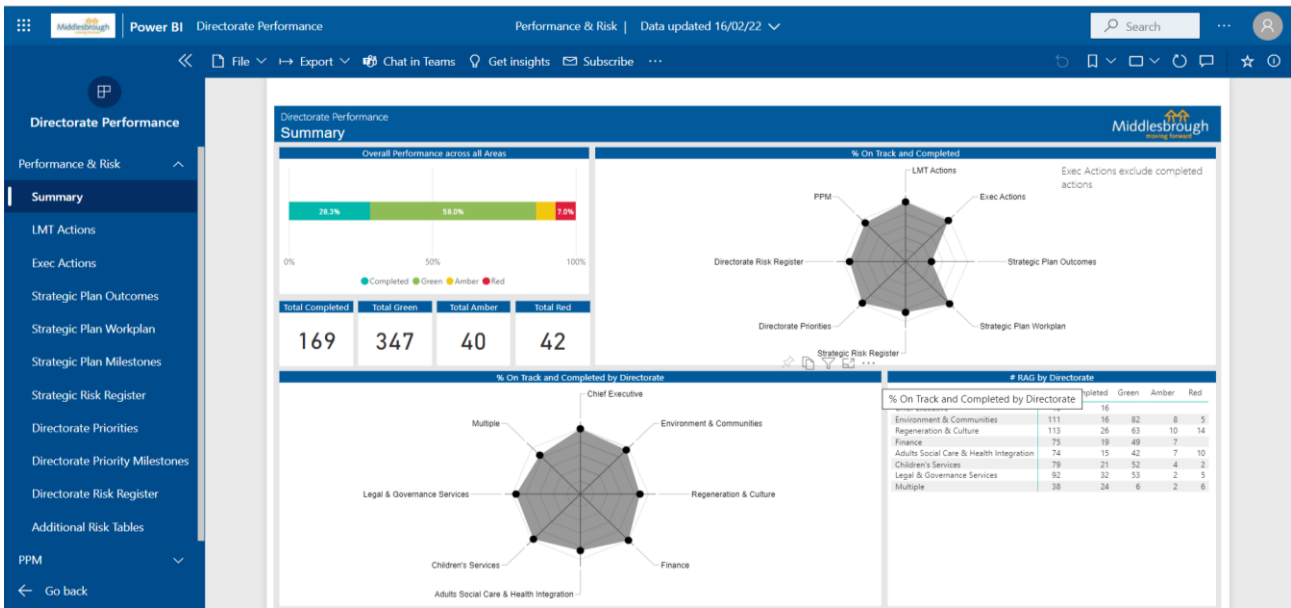 Middlesbrough
moving forward
Power BI Directorate Performance
Performance & Risk | Data updated 16/02/22
Search
File Export Chat in Teams Get insights Subscribe
Directorate Performance
Performance & Risk
Summary
LMT Actions
Exec Actions
Strategic Plan Outcomes
Strategic Plan Workplan
Strategic Plan Milestones
Strategic Risk Register
Directorate Priorities
Directorate Priority Milestones
Directorate Risk Register
Additional Risk Tables
PPM
Go back
Directorate Performance
Summary
Middlesbrough
moving forward
Overall Performance across all Areas
28.3% 58.0% 7.0%
0% 50% 100%
Completed Green Amber Red
Total Completed Total Green Total Amber Total Red
169 347 40 42
% On Track and Completed
Exec Actions exclude completed
actions
LMT Actions
PPM Exec Actions
Directorate Risk Register Strategic Plan Outcomes
Directorate Priorities Strategic Plan Workplan
Strategic Risk Register
% On Track and Completed by Directorate
Chief Executive
Multiple Environment & Communities
Legal & Governance Services Regeneration & Culture
Children's Services Finance
Adults Social Care & Health Integration
# RAG by Directorate
% On Track and Completed by Directorate
Green Amber Red
16
Environment & Communities 111 16 82 8 5
Regeneration & Culture 113 26 63 10 14
Finance 75 19 49 7
Adults Social Care & Health Integration 74 15 42 7 10
Children's Services 79 21 52 4 2
Legal & Governance Services 92 32 53 2 5
Multiple 38 24 6 2 6